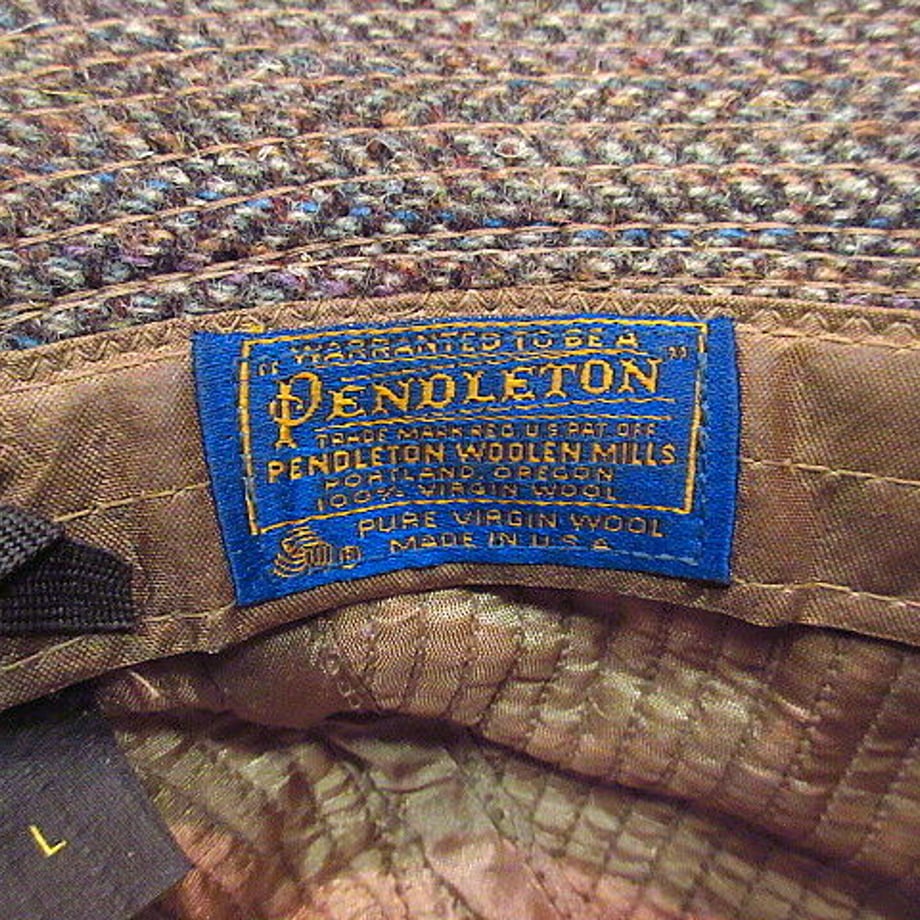 "WARRANTED TO BE A"
PENDLETON
TRADE MARK REG. U.S. PAT. OFF.
PENDLETON WOOLEN MILLS
PORTLAND, OREGON
100% VIRGIN WOOL
PURE VIRGIN WOOL
® MADE IN U.S.A.
L